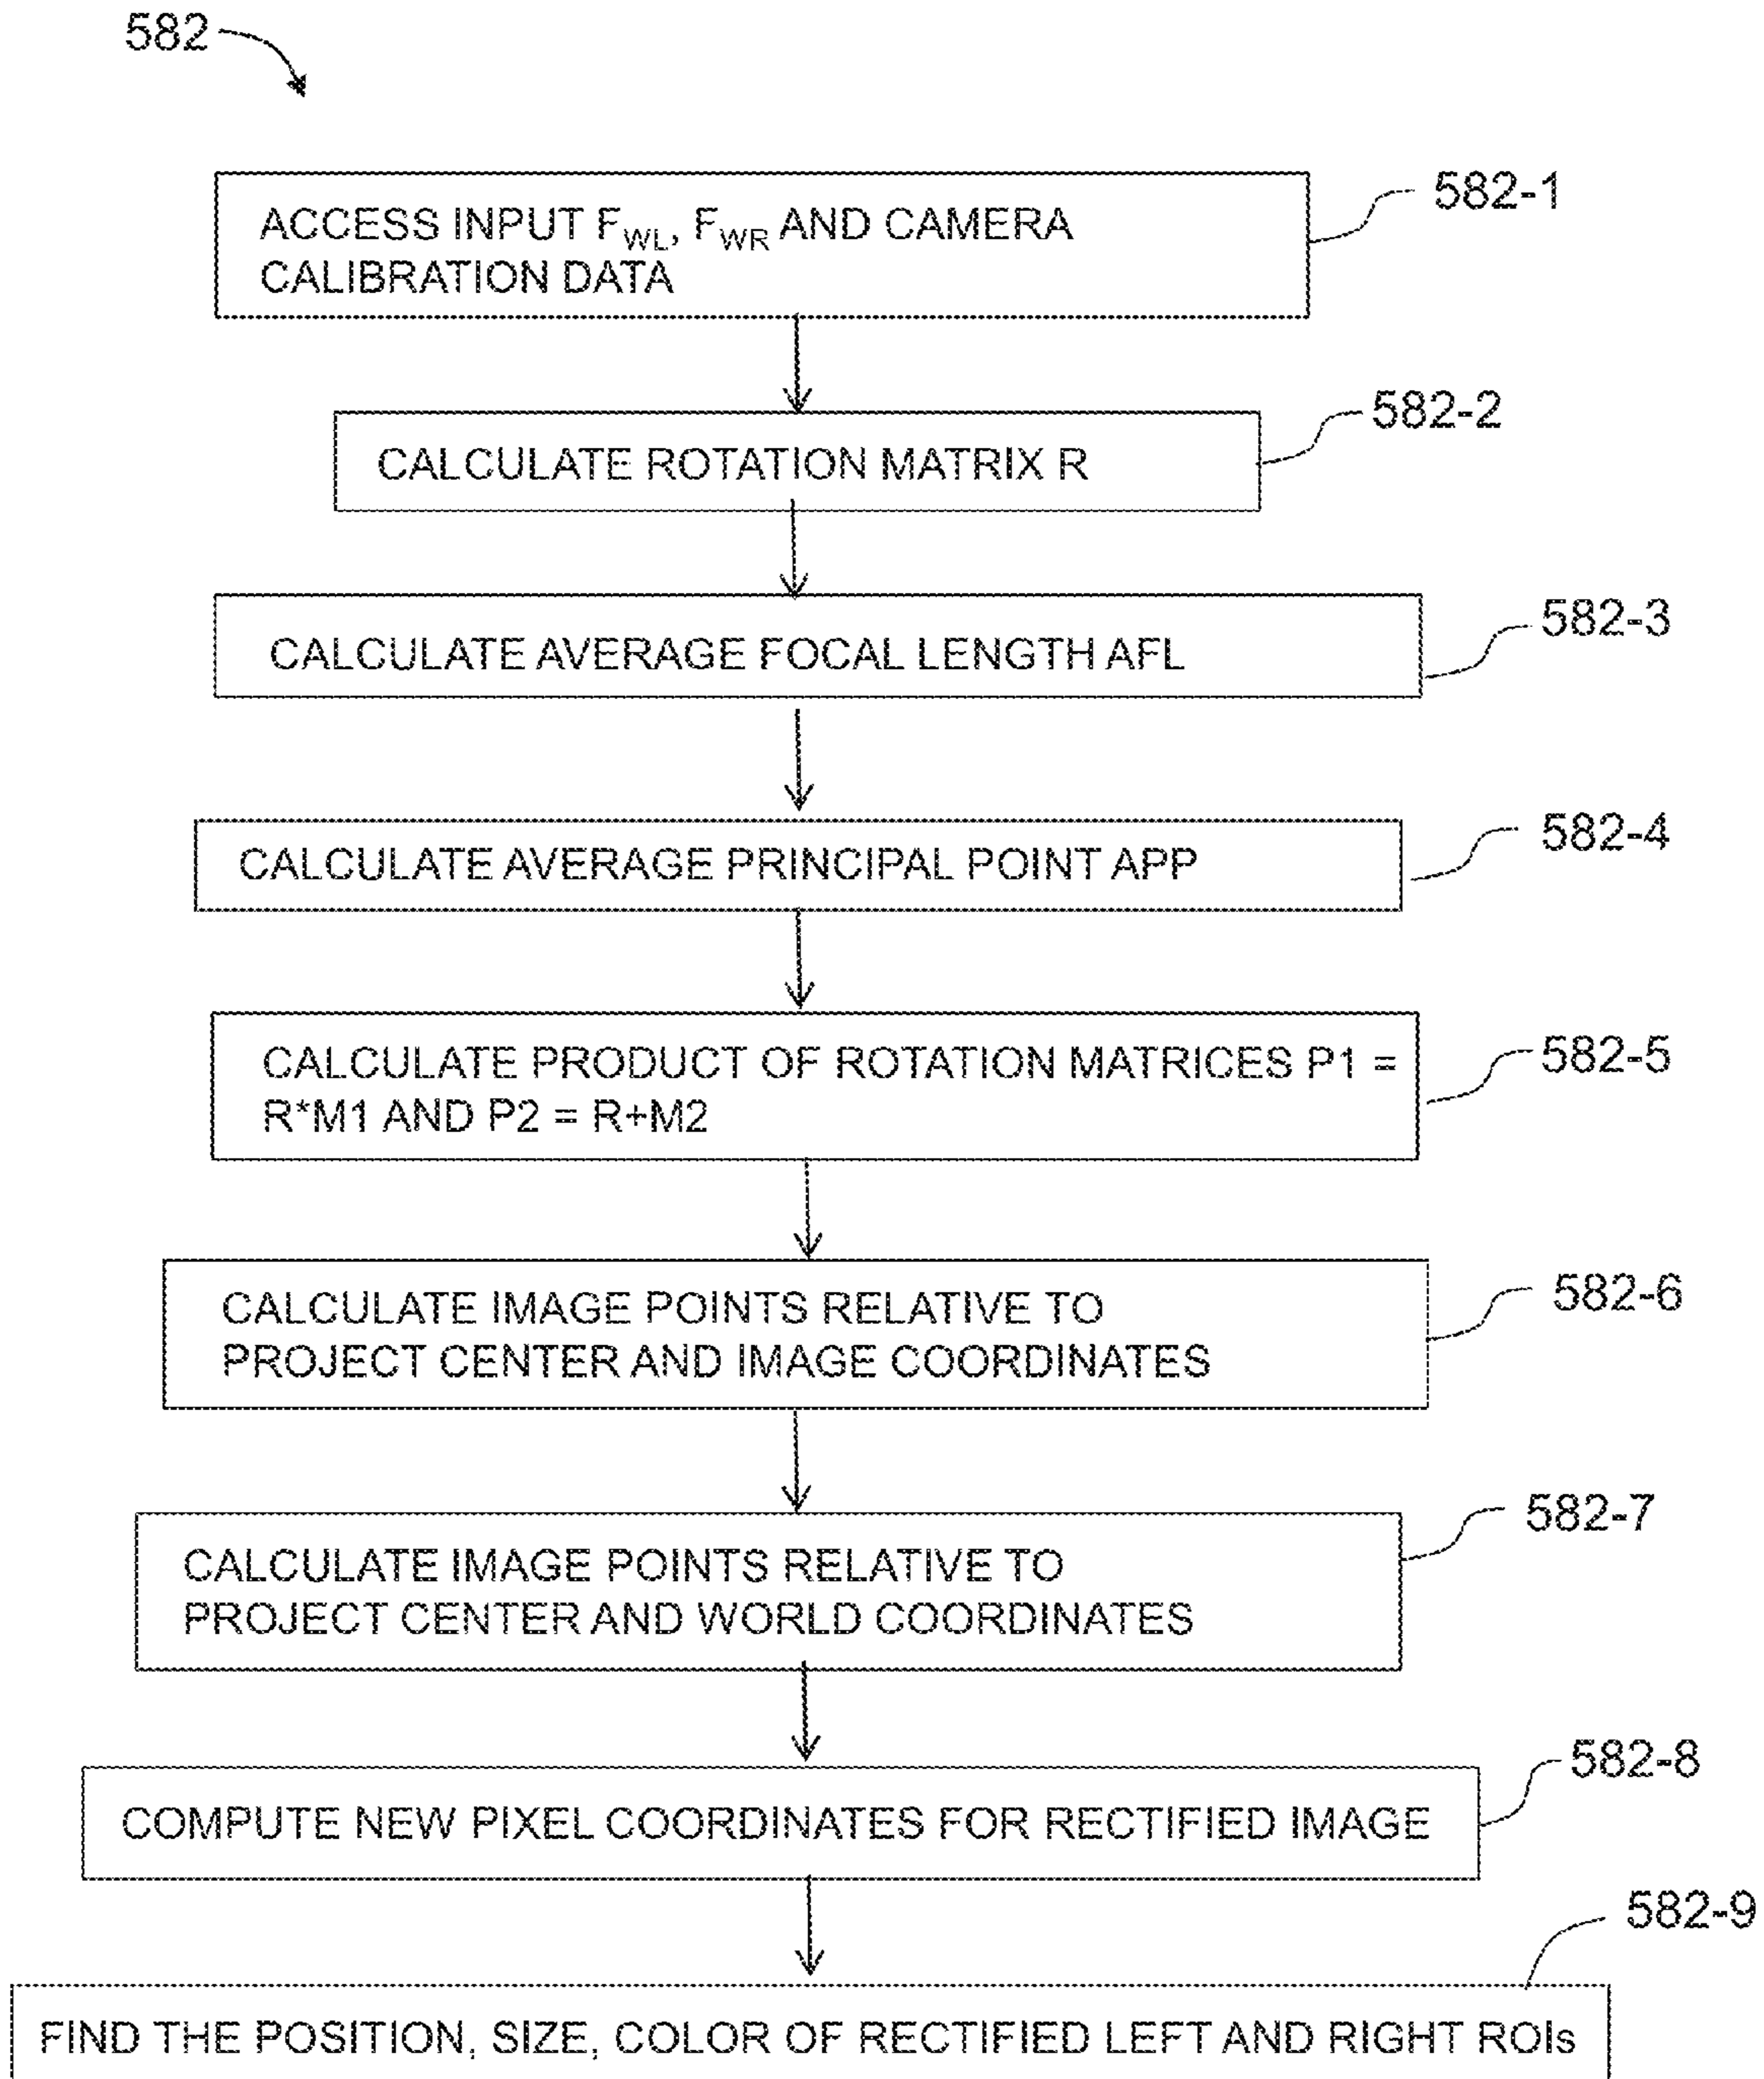 582
ACCESS INPUT FWL, FWR AND CAMERA
CALIBRATION DATA
582-1
CALCULATE ROTATION MATRIX R
582-2
CALCULATE AVERAGE FOCAL LENGTH AFL
582-3
CALCULATE AVERAGE PRINCIPAL POINT APP
582-4
CALCULATE PRODUCT OF ROTATION MATRICES P1 =
R*M1 AND P2 = R+M2
582-5
CALCULATE IMAGE POINTS RELATIVE TO
PROJECT CENTER AND IMAGE COORDINATES
582-6
CALCULATE IMAGE POINTS RELATIVE TO
PROJECT CENTER AND WORLD COORDINATES
582-7
COMPUTE NEW PIXEL COORDINATES FOR RECTIFIED IMAGE
582-8
FIND THE POSITION, SIZE, COLOR OF RECTIFIED LEFT AND RIGHT ROIs
582-9